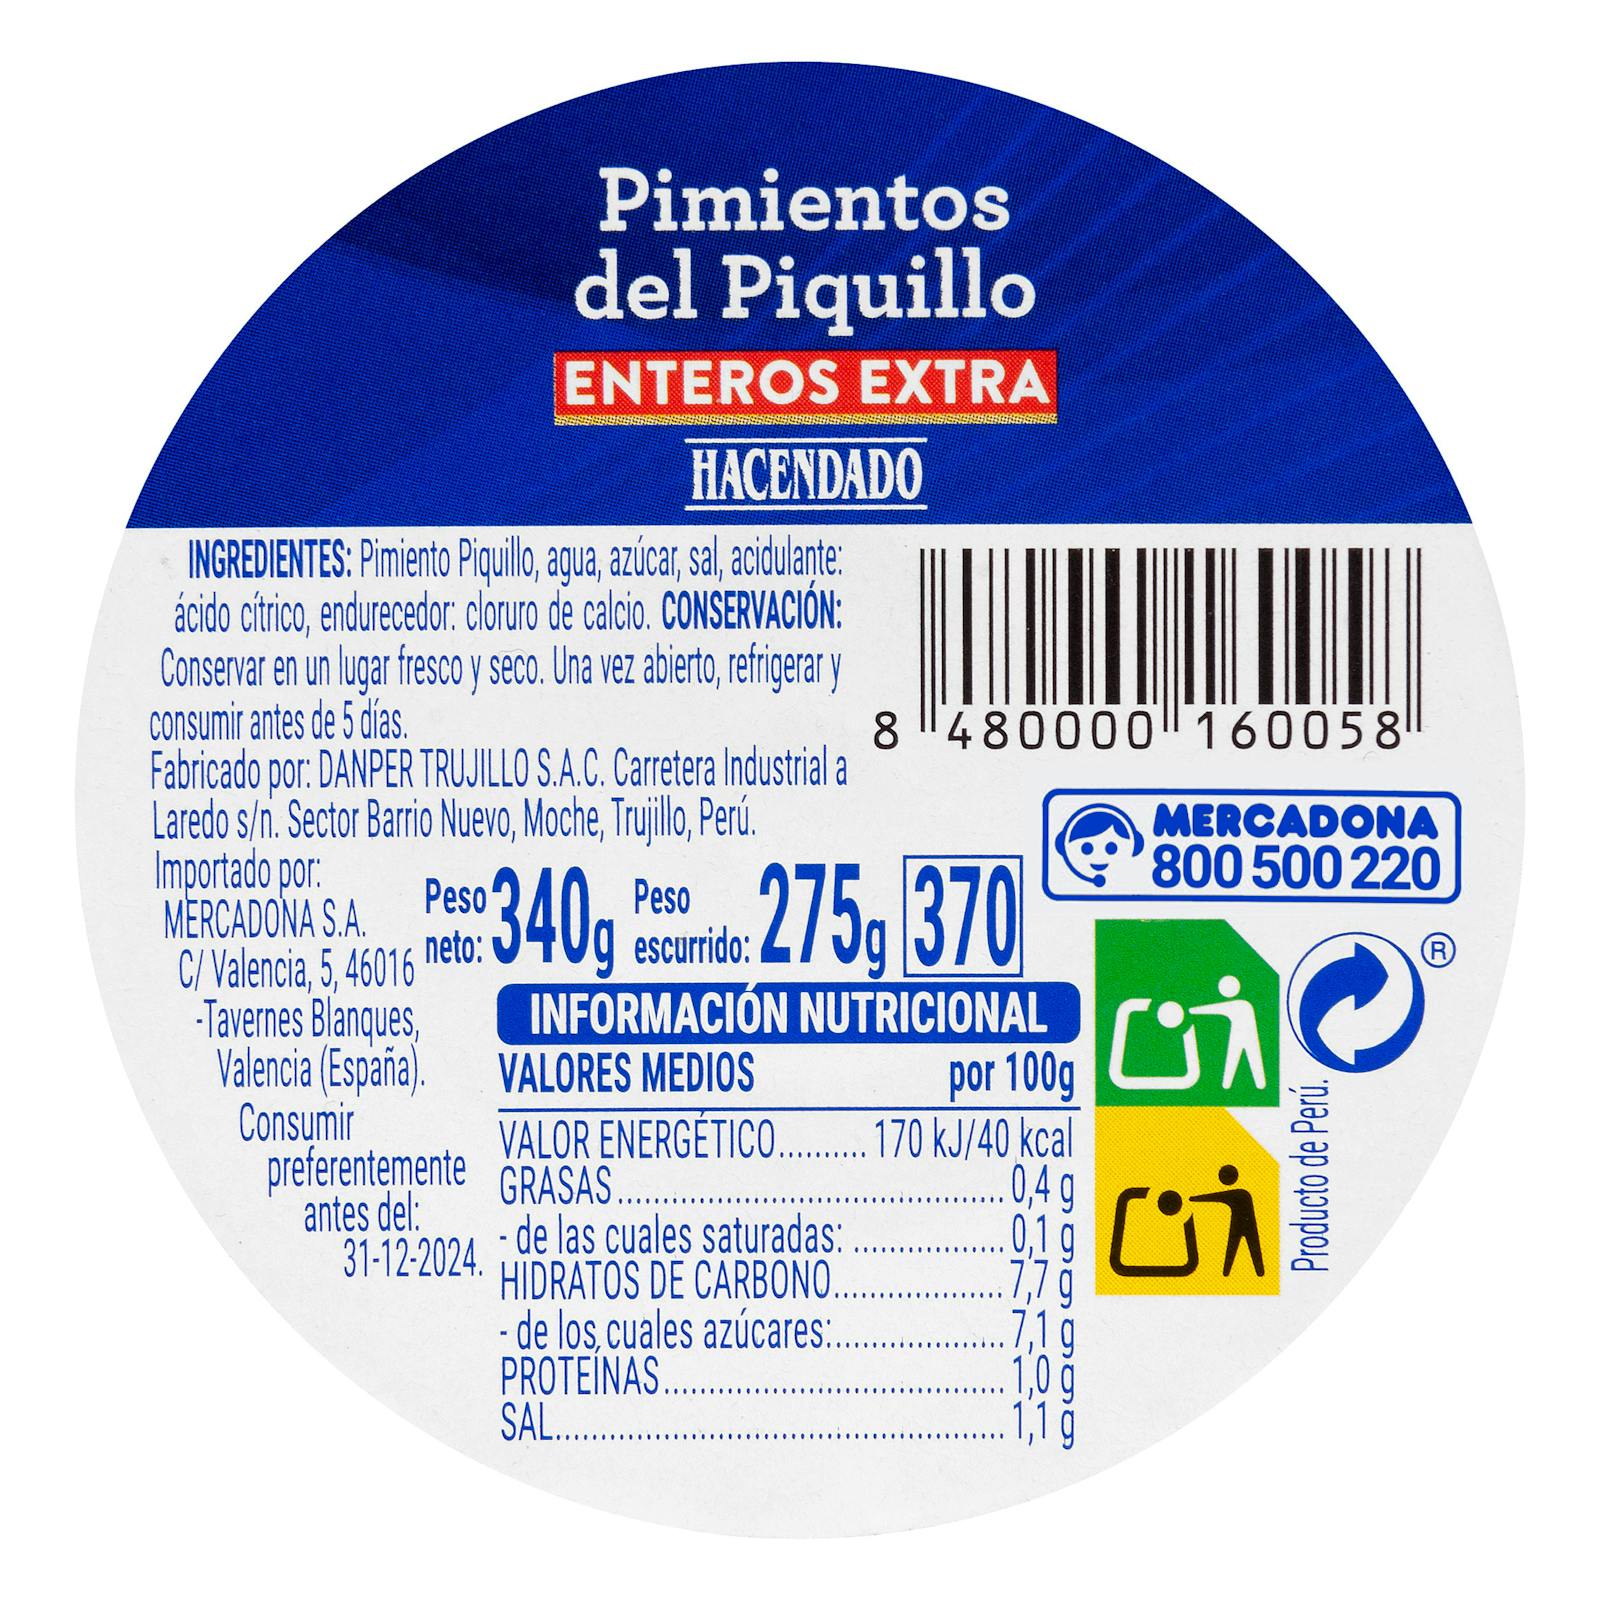 Pimientos
del Piquillo
ENTEROS EXTRA
HACENDADO
INGREDIENTES: Pimiento Piquillo, agua, azúcar, sal, acidulante:
ácido cítrico, endurecedor: cloruro de calcio. CONSERVACIÓN:
Conservar en un lugar fresco y seco. Una vez abierto, refrigerar y
consumir antes de 5 días.
Fabricado por: DANPER TRUJILLO S.A.C. Carretera Industrial a
Laredo s/n. Sector Barrio Nuevo, Moche, Trujillo, Perú.
Importado por:
MERCADONA S.A.
C/ Valencia, 5, 46016
-Tavernes Blanques,
Valencia (España).
Consumir
preferentemente
antes del:
31-12-2024.
8 480000 160058
MERCADONA
800 500 220
Peso neto: 340g Peso escurrido: 275g 370
INFORMACIÓN NUTRICIONAL
VALORES MEDIOS por 100g
VALOR ENERGÉTICO.......... 170 kJ/40 kcal
GRASAS.......... 0,4 g
- de las cuales saturadas: .......... 0,1 g
HIDRATOS DE CARBONO.......... 7,7 g
- de los cuales azúcares:.......... 7,1 g
PROTEÍNAS.......... 1,0 g
SAL.......... 1,1 g
®
Producto de Perú.